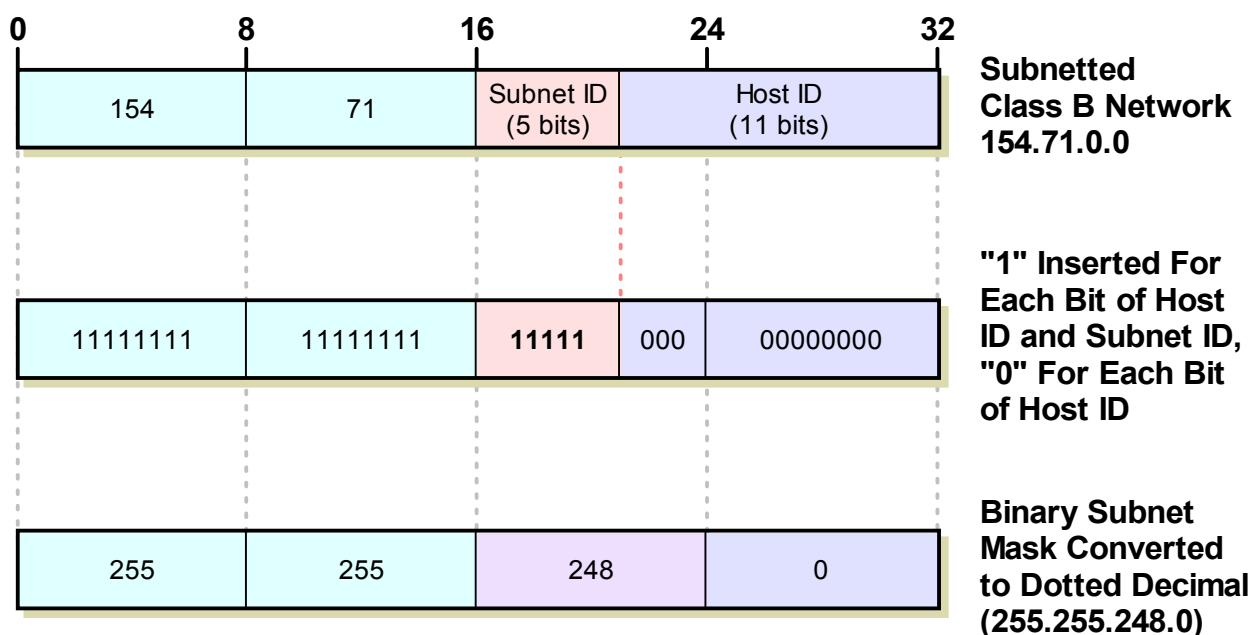 0 8 16 24 32
154 71 Subnet ID (5 bits) Host ID (11 bits)
Subnetted
Class B Network
154.71.0.0
11111111 11111111 11111 000 00000000
"1" Inserted For
Each Bit of Host
ID and Subnet ID,
"0" For Each Bit
of Host ID
255 255 248 0
Binary Subnet
Mask Converted
to Dotted Decimal
(255.255.248.0)